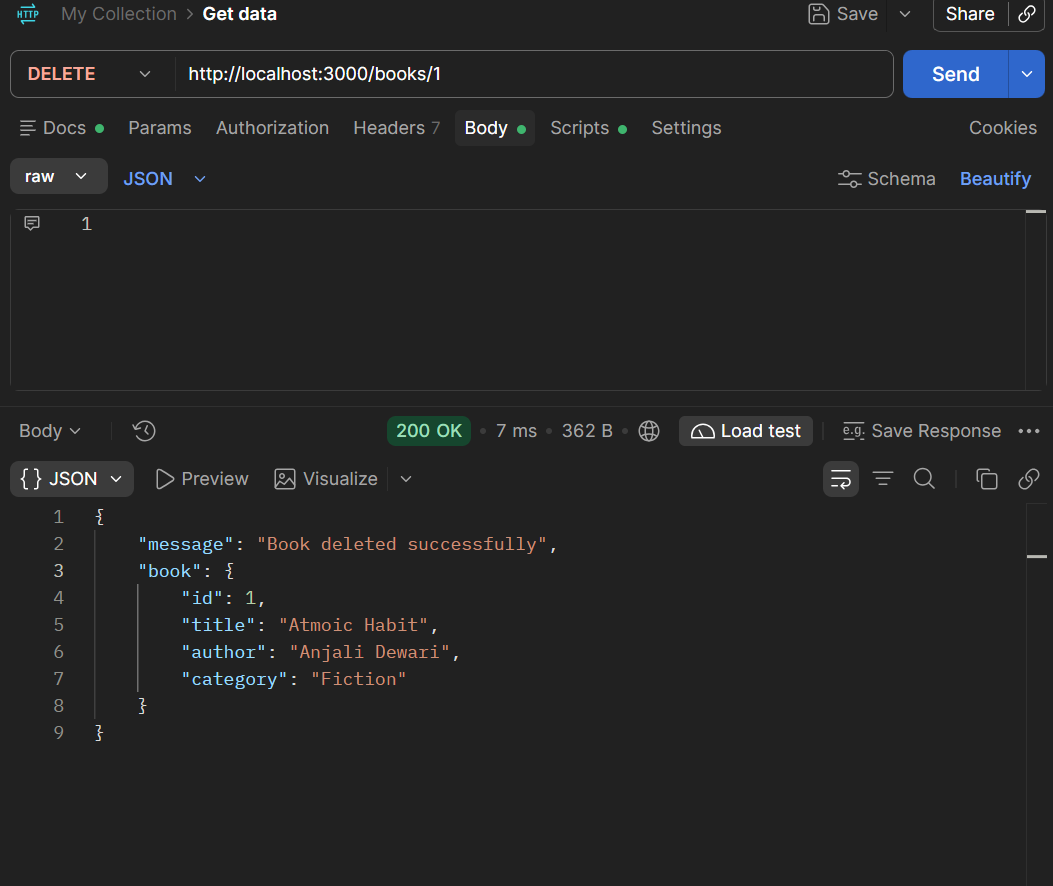 HTTP My Collection > Get data Save Share
DELETE http://localhost:3000/books/1 Send
Docs Params Authorization Headers 7 Body Scripts Settings Cookies
raw JSON Schema Beautify
1
Body 200 OK • 7 ms • 362 B • Load test e.g. Save Response
{ } JSON Preview Visualize
1 {
2 "message": "Book deleted successfully",
3 "book": {
4 "id": 1,
5 "title": "Atmoic Habit",
6 "author": "Anjali Dewari",
7 "category": "Fiction"
8 }
9 }